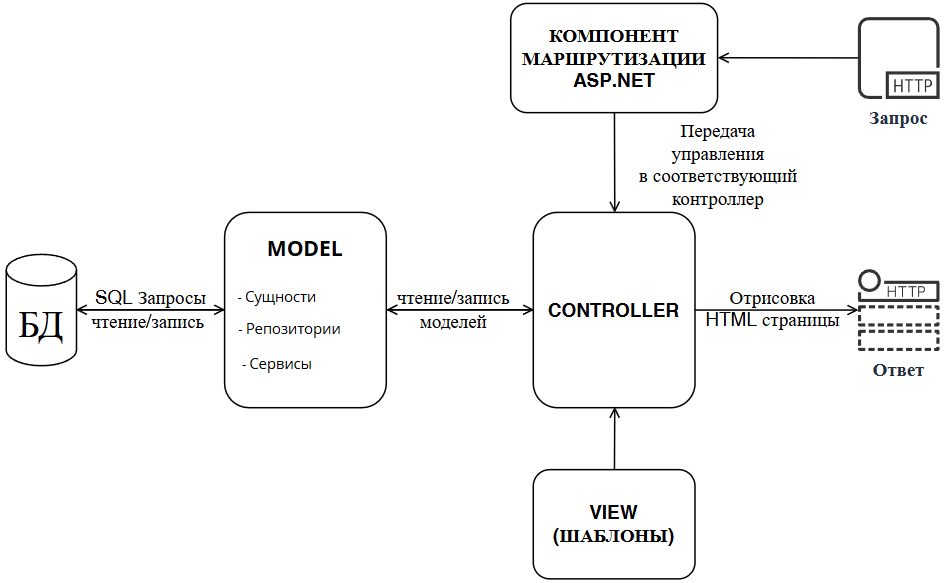 КОМПОНЕНТ
МАРШРУТИЗАЦИИ
ASP.NET
HTTP
Запрос
Передача
управления
в соответствующий
контроллер
MODEL
- Сущности
- Репозитории
- Сервисы
БД
SQL Запросы
чтение/запись
чтение/запись
моделей
CONTROLLER
Отрисовка
HTML страницы
HTTP
Ответ
VIEW
(ШАБЛОНЫ)